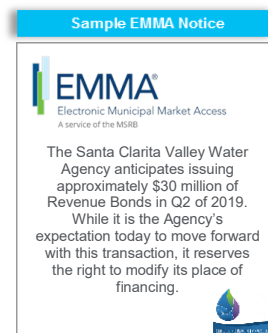 Sample EMMA Notice
EMMA®
Electronic Municipal Market Access
A service of the MSRB
The Santa Clarita Valley Water
Agency anticipates issuing
approximately $30 million of
Revenue Bonds in Q2 of 2019.
While it is the Agency’s
expectation today to move forward
with this transaction, it reserves
the right to modify its place of
financing.